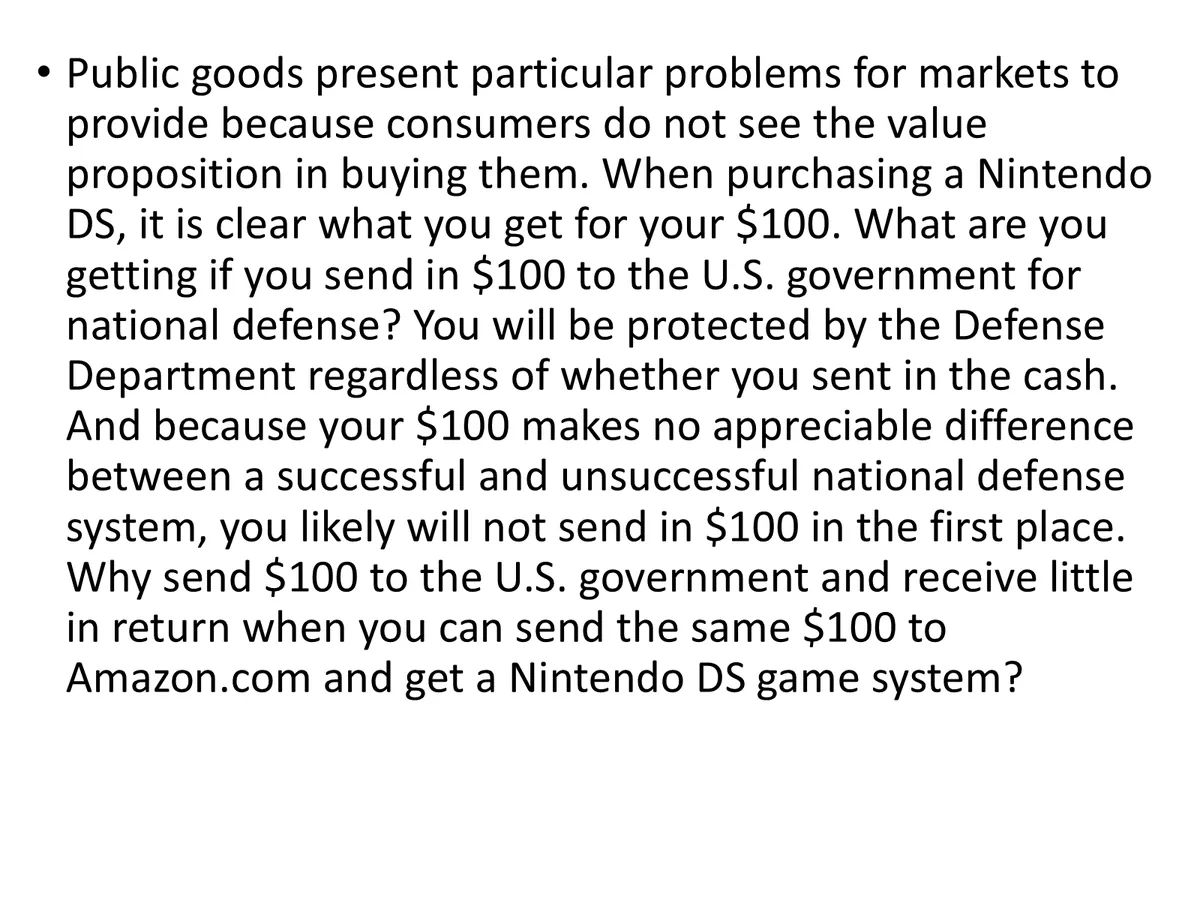 • Public goods present particular problems for markets to
provide because consumers do not see the value
proposition in buying them. When purchasing a Nintendo
DS, it is clear what you get for your $100. What are you
getting if you send in $100 to the U.S. government for
national defense? You will be protected by the Defense
Department regardless of whether you sent in the cash.
And because your $100 makes no appreciable difference
between a successful and unsuccessful national defense
system, you likely will not send in $100 in the first place.
Why send $100 to the U.S. government and receive little
in return when you can send the same $100 to
Amazon.com and get a Nintendo DS game system?